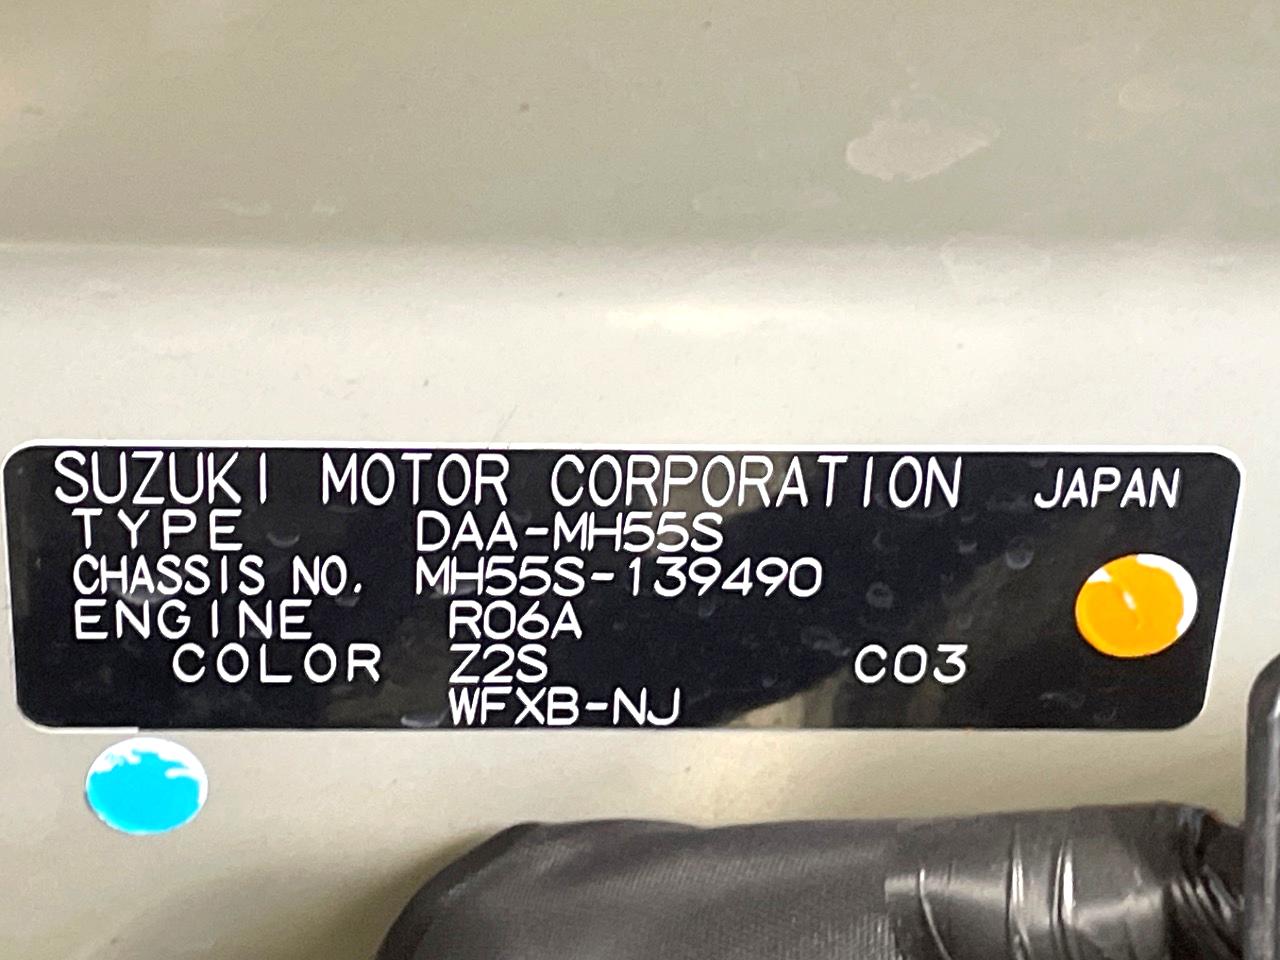 SUZUKI MOTOR CORPORATION JAPAN
TYPE DAA-MH55S
CHASSIS NO. MH55S-139490
ENGINE R06A
COLOR Z2S C03
WFXB-NJ